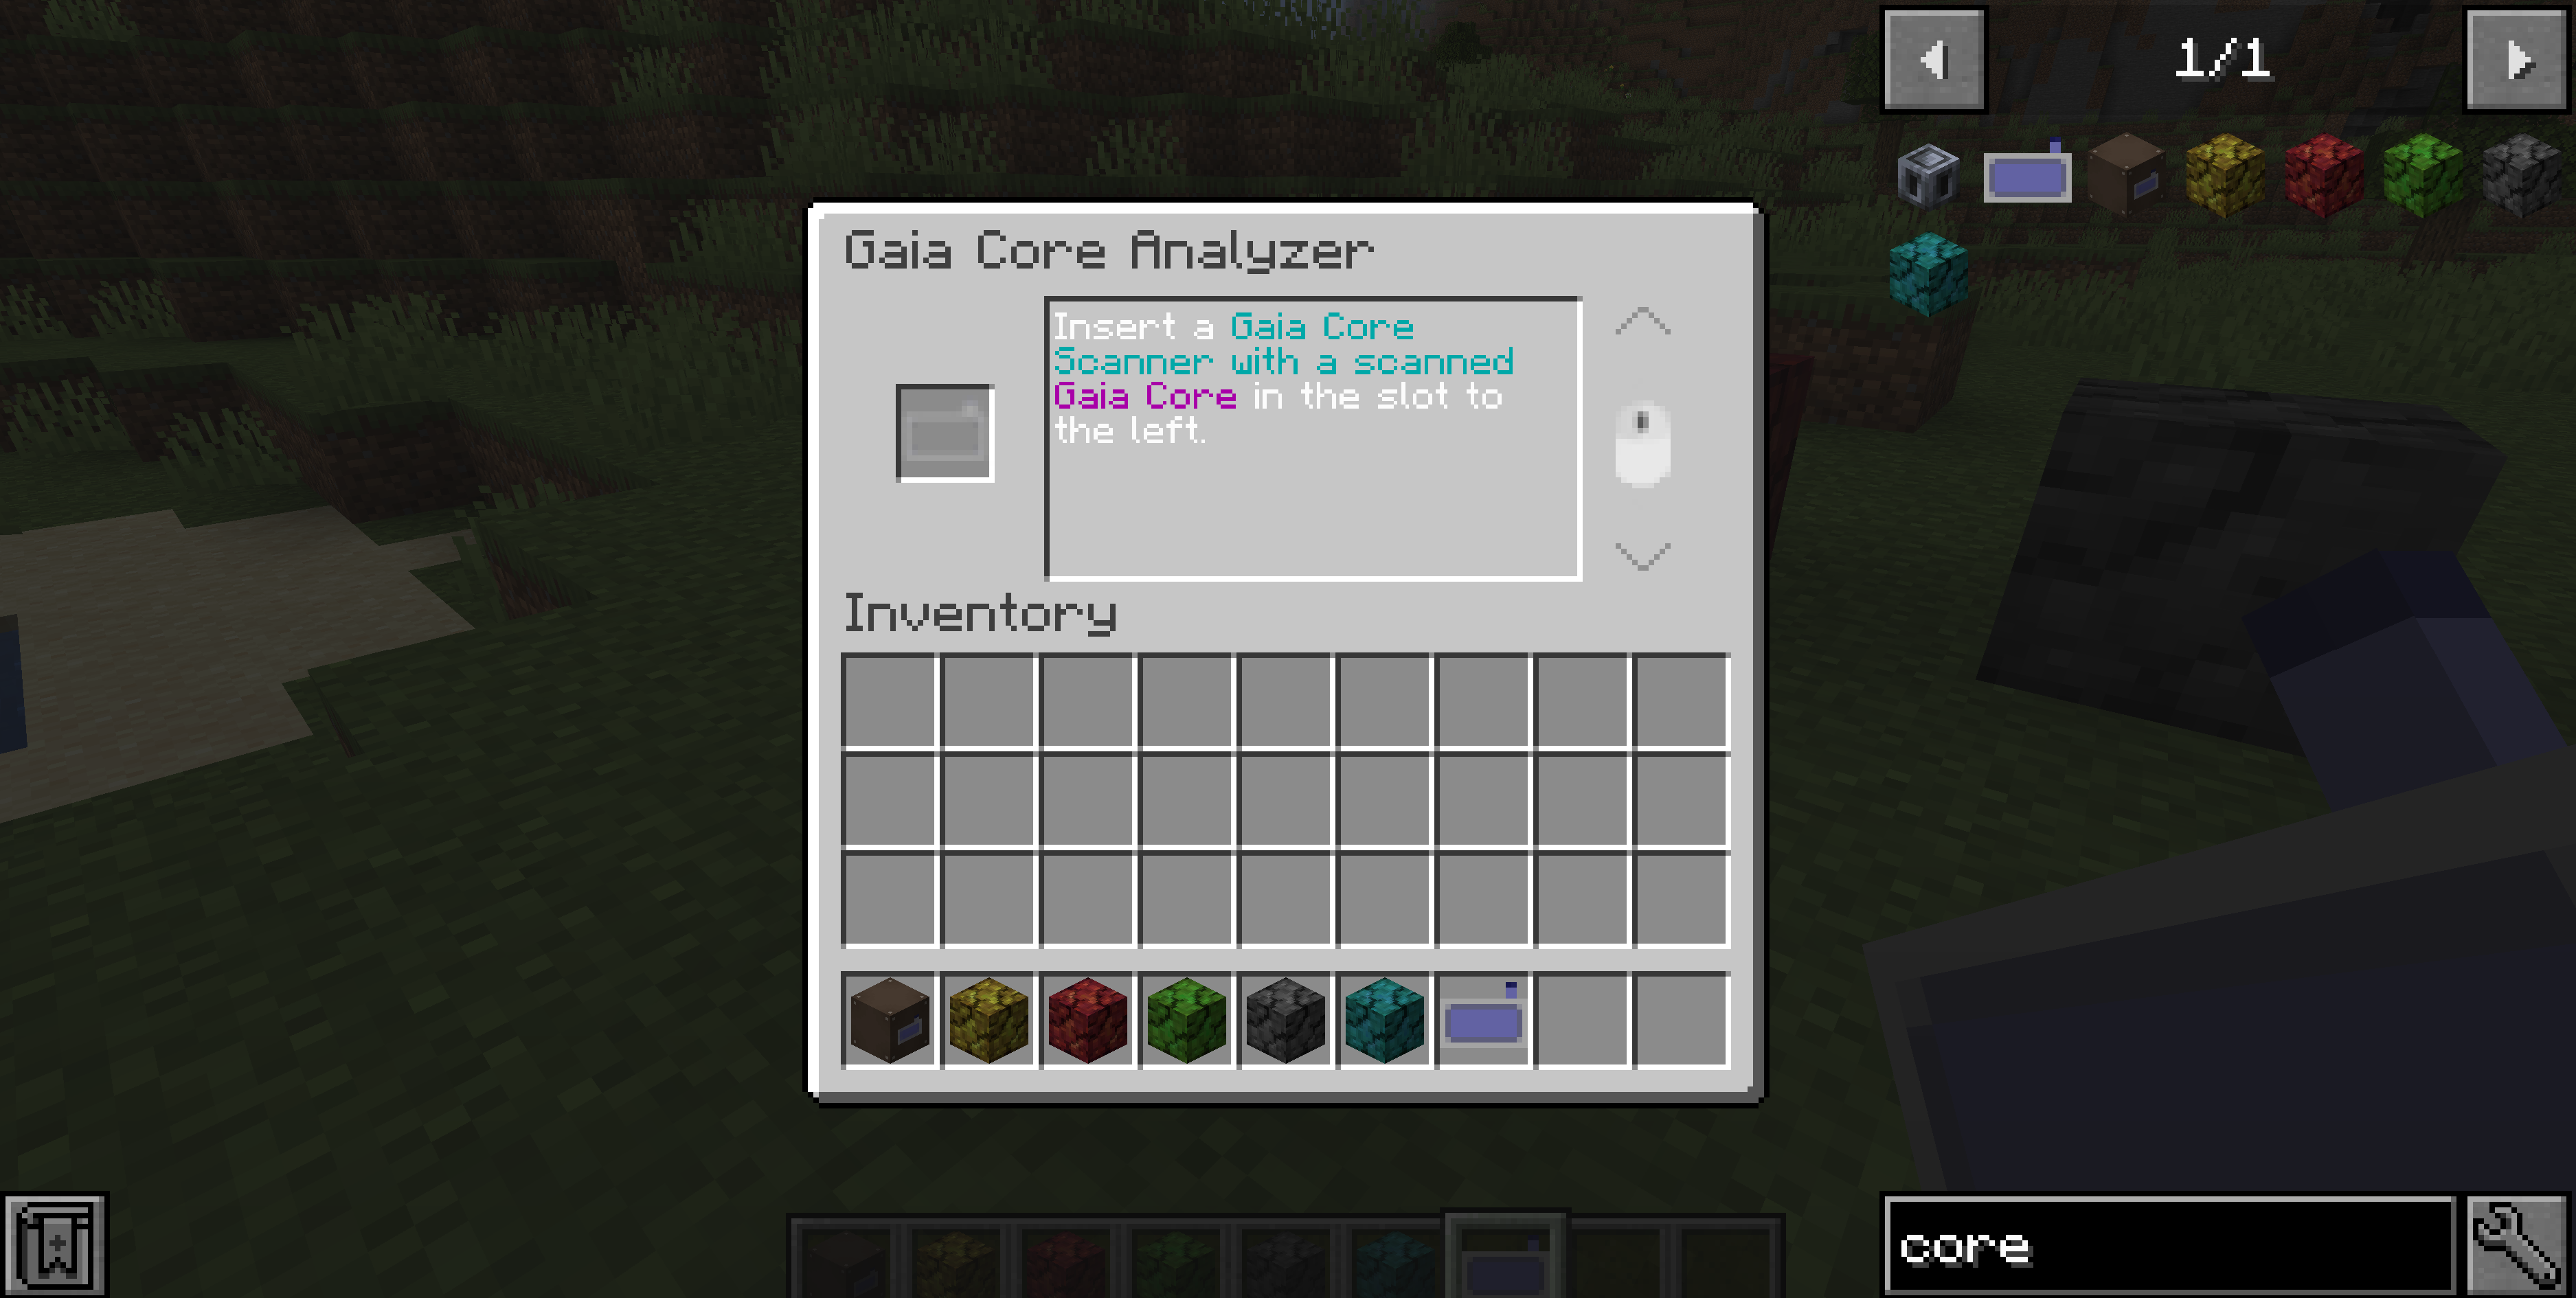 1/1
Gaia Core Analyzer
Insert a Gaia Core
Scanner with a scanned
Gaia Core in the slot to
the left.
Inventory
core